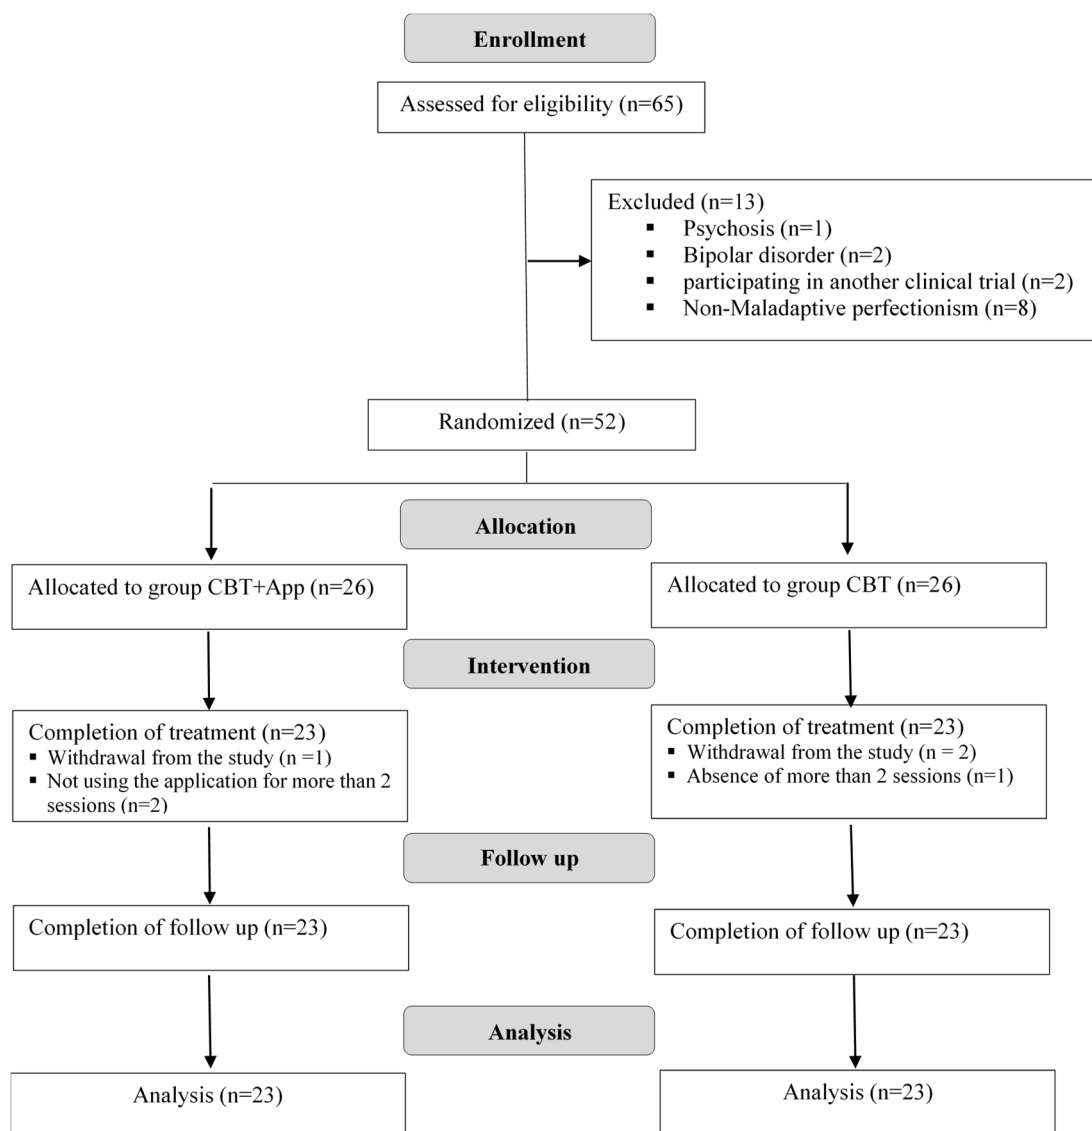 Enrollment
Assessed for eligibility (n=65)
Excluded (n=13)
▪ Psychosis (n=1)
▪ Bipolar disorder (n=2)
▪ participating in another clinical trial (n=2)
▪ Non-Maladaptive perfectionism (n=8)
Randomized (n=52)
Allocation
Allocated to group CBT+App (n=26)
Allocated to group CBT (n=26)
Intervention
Completion of treatment (n=23)
▪ Withdrawal from the study (n =1)
▪ Not using the application for more than 2
sessions (n=2)
Completion of treatment (n=23)
▪ Withdrawal from the study (n = 2)
▪ Absence of more than 2 sessions (n=1)
Follow up
Completion of follow up (n=23)
Completion of follow up (n=23)
Analysis
Analysis (n=23)
Analysis (n=23)